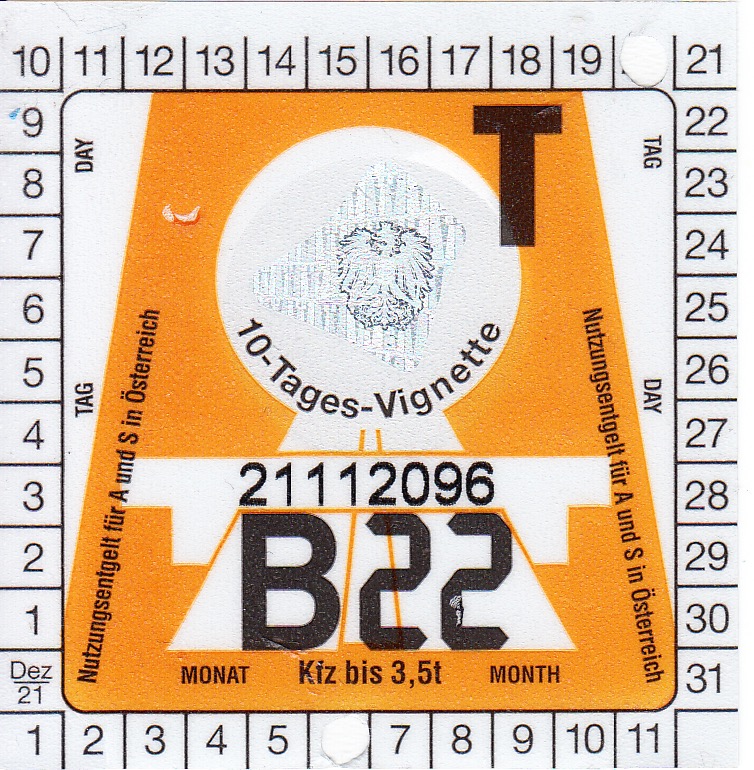 10 11 12 13 14 15 16 17 18 19 21
9 22
8 23
7 24
6 25
5 26
4 27
3 28
2 29
1 30
Dez
21
31
1 2 3 4 5 7 8 9 10 11
DAY
TAG
T
TAG
DAY
10-Tages-Vignette
Nutzungsentgelt für A und S in Österreich
Nutzungsentgelt für A und S in Österreich
21112096
B22
MONAT Kfz bis 3,5t MONTH